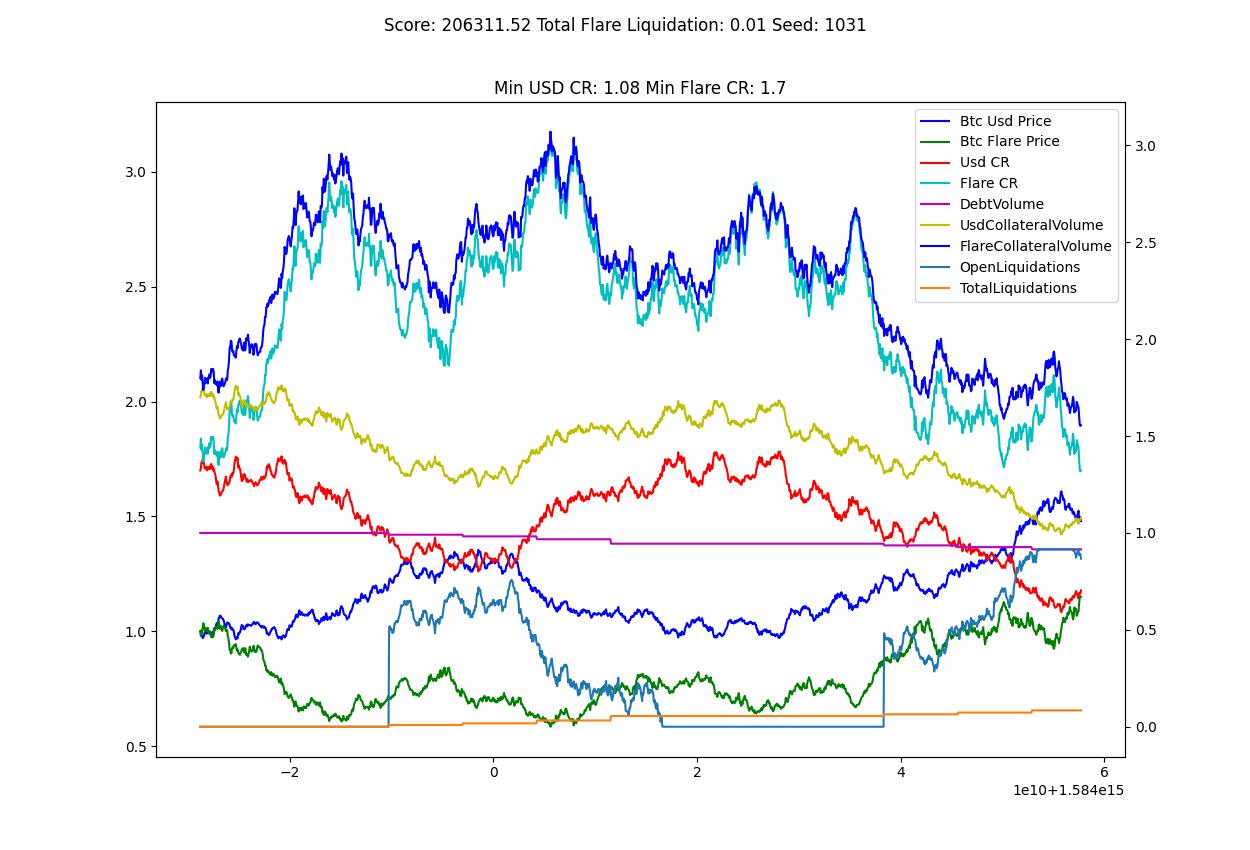 Score: 206311.52 Total Flare Liquidation: 0.01 Seed: 1031
Min USD CR: 1.08 Min Flare CR: 1.7
Btc Usd Price
Btc Flare Price
Usd CR
Flare CR
DebtVolume
UsdCollateralVolume
FlareCollateralVolume
OpenLiquidations
TotalLiquidations
3.0
2.5
2.0
1.5
1.0
0.5
3.0
2.5
2.0
1.5
1.0
0.5
0.0
−2
0
2
4
6
1e10+1.584e15